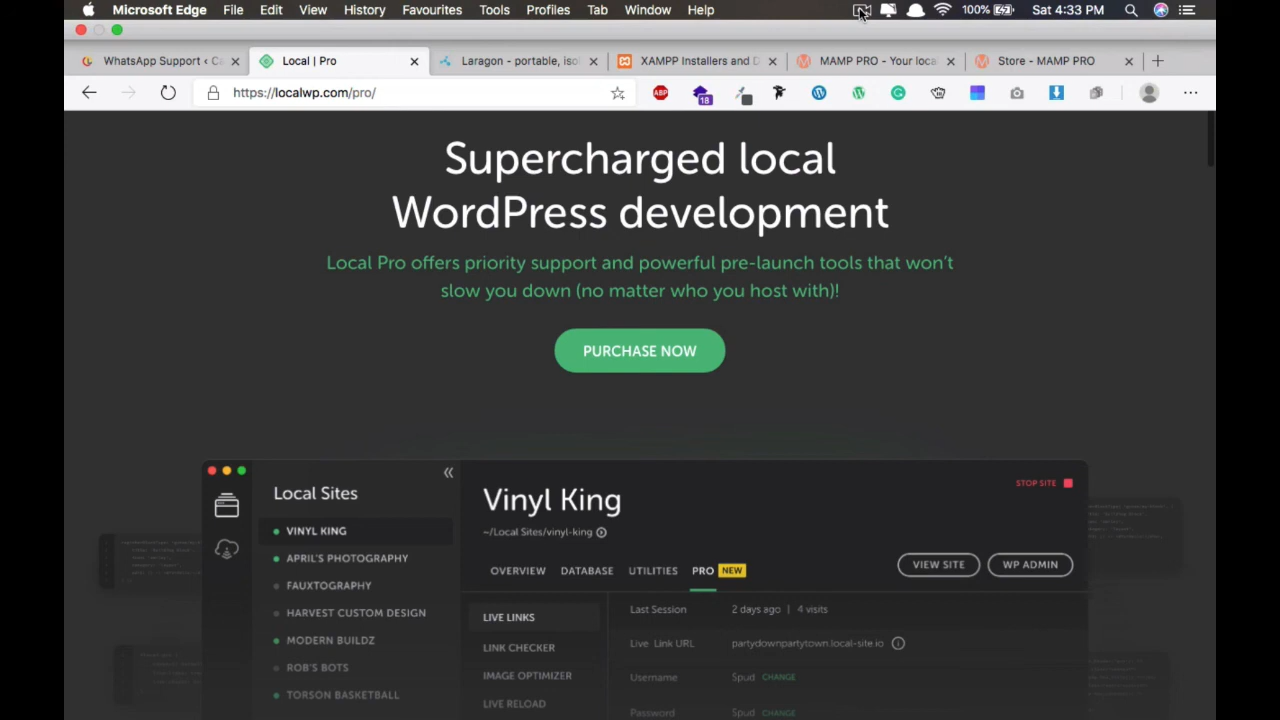 Microsoft Edge File Edit View History Favourites Tools Profiles Tab Window Help 100% Sat 4:33 PM
WhatsApp Support ‹ C Local | Pro Laragon - portable, iso XAMPP Installers and D MAMP PRO - Your loca Store - MAMP PRO
https://localwp.com/pro/
ABP
18
Supercharged local
WordPress development
Local Pro offers priority support and powerful pre-launch tools that won't
slow you down (no matter who you host with)!
PURCHASE NOW
Local Sites
VINYL KING
APRIL'S PHOTOGRAPHY
FAUXTOGRAPHY
HARVEST CUSTOM DESIGN
MODERN BUILDZ
ROB'S BOTS
TORSON BASKETBALL
Vinyl King
STOP SITE
~/Local Sites/vinyl-king
OVERVIEW DATABASE UTILITIES PRO NEW
VIEW SITE WP ADMIN
LIVE LINKS
LINK CHECKER
IMAGE OPTIMIZER
LIVE RELOAD
Last Session 2 days ago | 4 visits
Live Link URL partydownpartytown.local-site.io
Username Spud CHANGE
Password Spud CHANGE